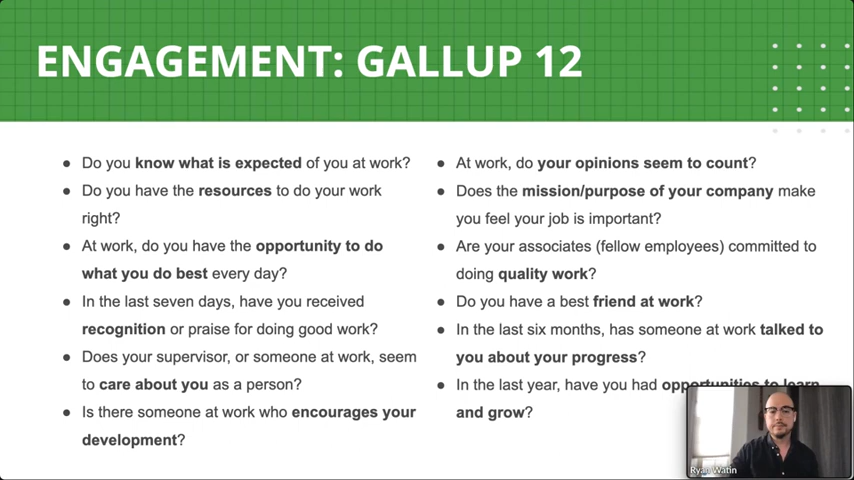 ENGAGEMENT: GALLUP 12
● Do you know what is expected of you at work?
● Do you have the resources to do your work
right?
● At work, do you have the opportunity to do
what you do best every day?
● In the last seven days, have you received
recognition or praise for doing good work?
● Does your supervisor, or someone at work, seem
to care about you as a person?
● Is there someone at work who encourages your
development?
● At work, do your opinions seem to count?
● Does the mission/purpose of your company make
you feel your job is important?
● Are your associates (fellow employees) committed to
doing quality work?
● Do you have a best friend at work?
● In the last six months, has someone at work talked to
you about your progress?
● In the last year, have you had opportunities to learn
and grow?
Ryan Watin